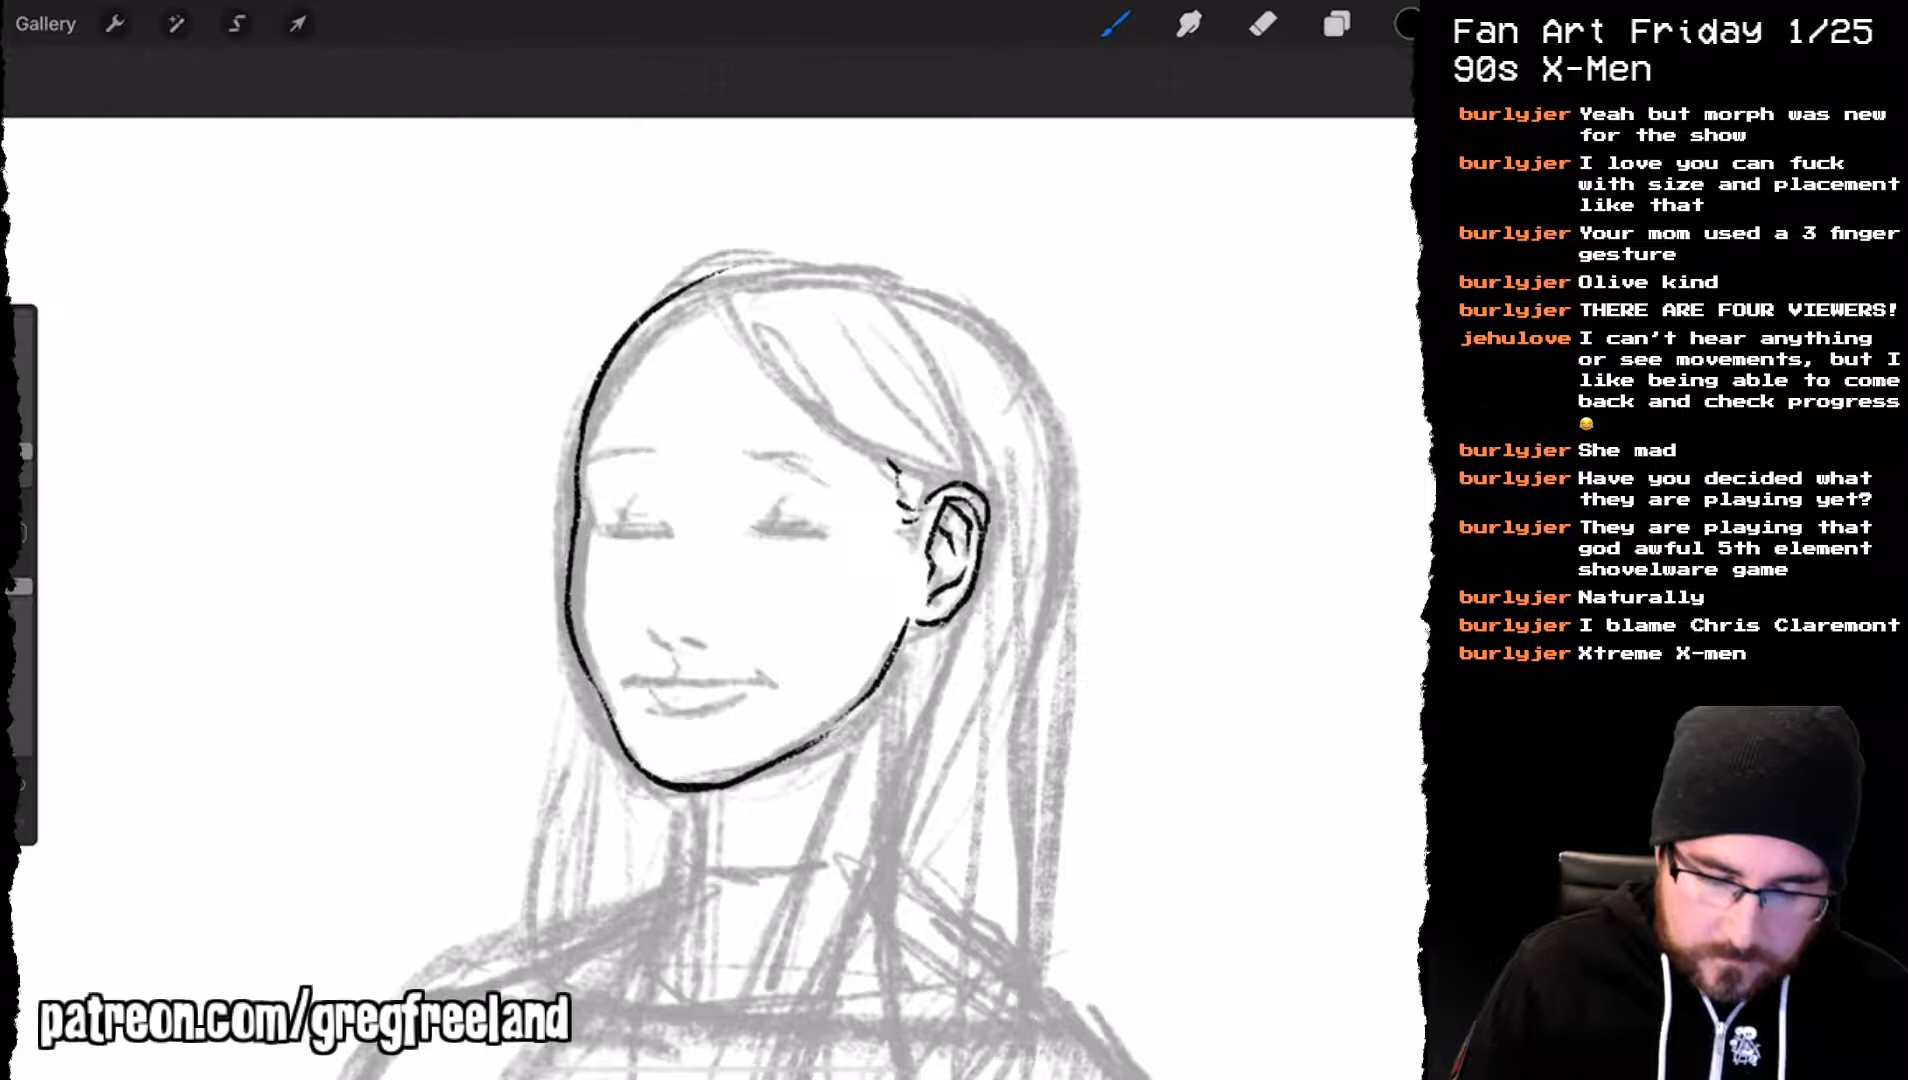 Gallery
Fan Art Friday 1/25
90s X-Men
burlyjer Yeah but morph was new
for the show
burlyjer I love you can fuck
with size and placement
like that
burlyjer Your mom used a 3 finger
gesture
burlyjer Olive kind
burlyjer THERE ARE FOUR VIEWERS!
jehulove I can't hear anything
or see movements, but I
like being able to come
back and check progress
😂
burlyjer She mad
burlyjer Have you decided what
they are playing yet?
burlyjer They are playing that
god awful 5th element
shovelware game
burlyjer Naturally
burlyjer I blame Chris Claremont
burlyjer Xtreme X-men
patreon.com/gregfreeland